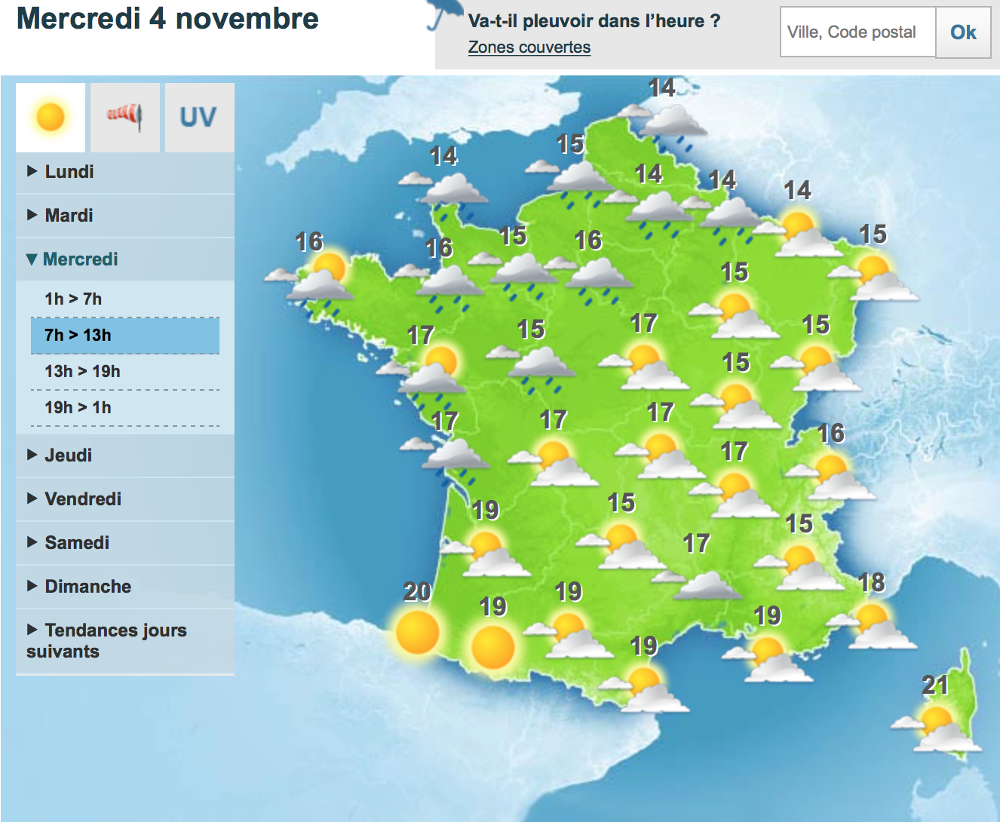 Mercredi 4 novembre
Va-t-il pleuvoir dans l’heure ?
Zones couvertes
Ville, Code postal
Ok
UV
Lundi
Mardi
Mercredi
1h > 7h
7h > 13h
13h > 19h
19h > 1h
Jeudi
Vendredi
Samedi
Dimanche
Tendances jours
suivants
14
15
14
14
14
14
15
16
16
15
16
15
17
15
17
15
15
17
17
17
17
16
19
15
17
15
20
19
19
18
19
19
21